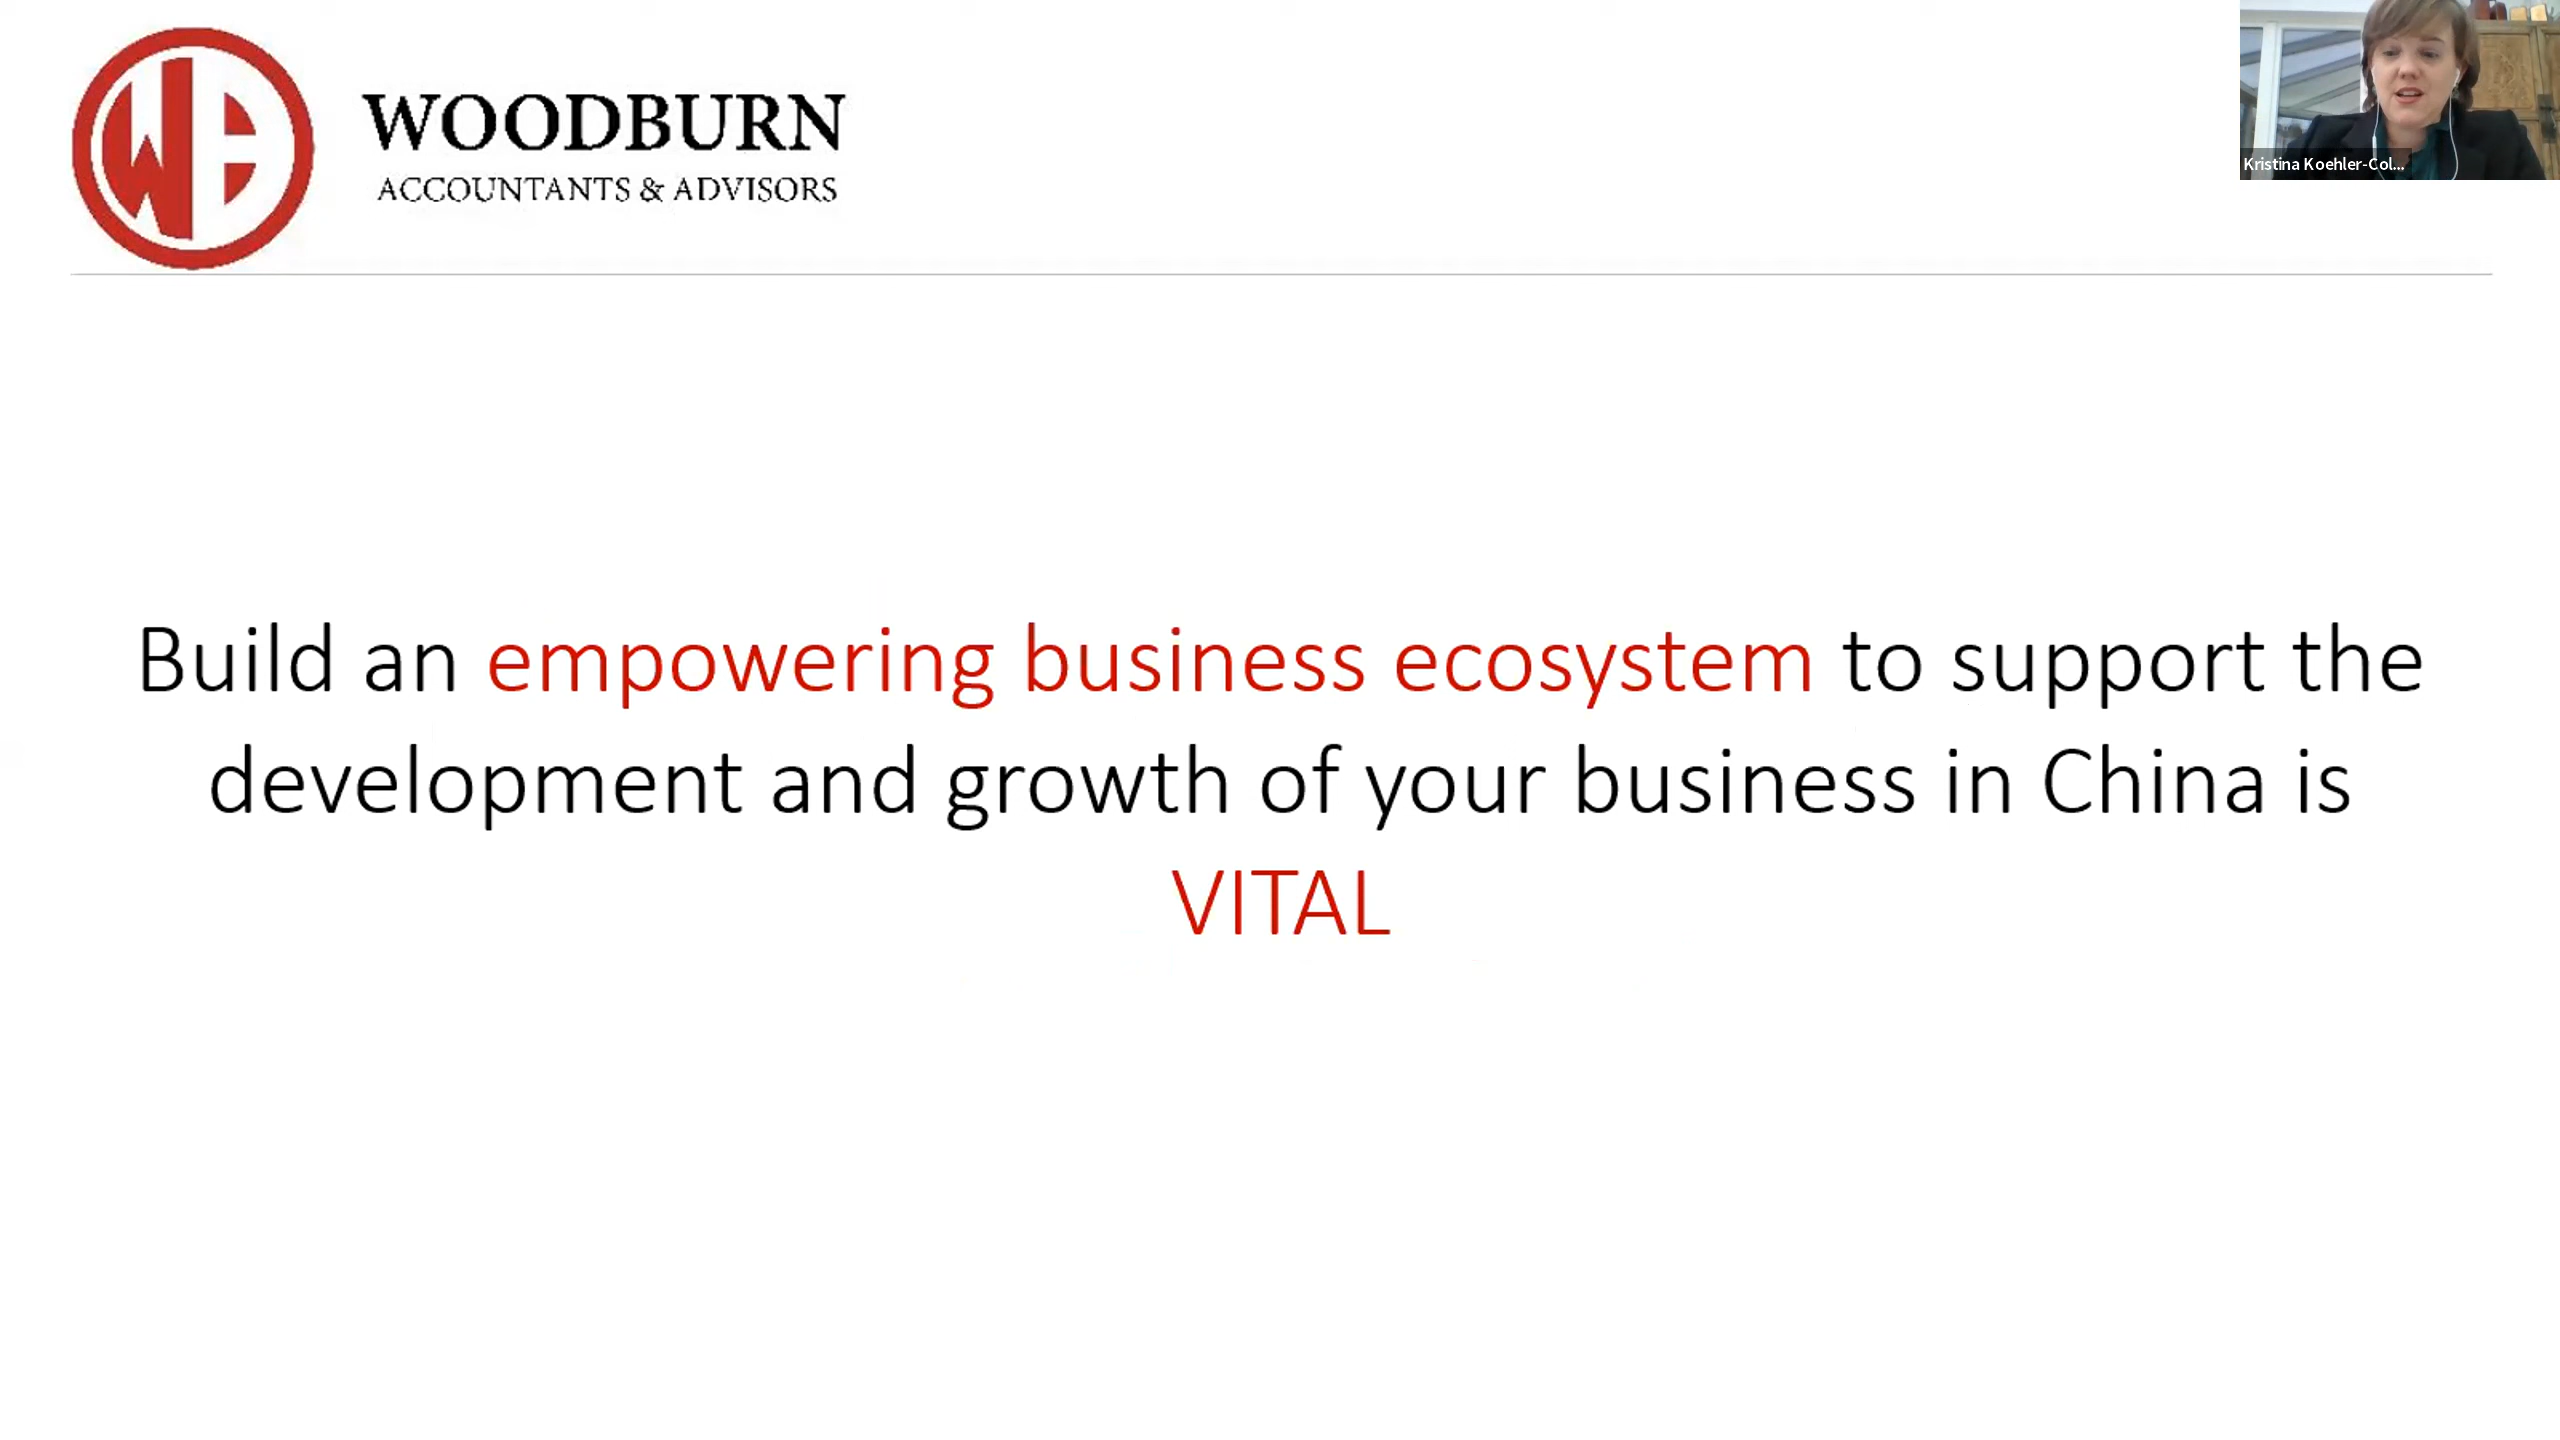 WOODBURN
ACCOUNTANTS & ADVISORS
Kristina Koehler-Col...
Build an empowering business ecosystem to support the
development and growth of your business in China is
VITAL